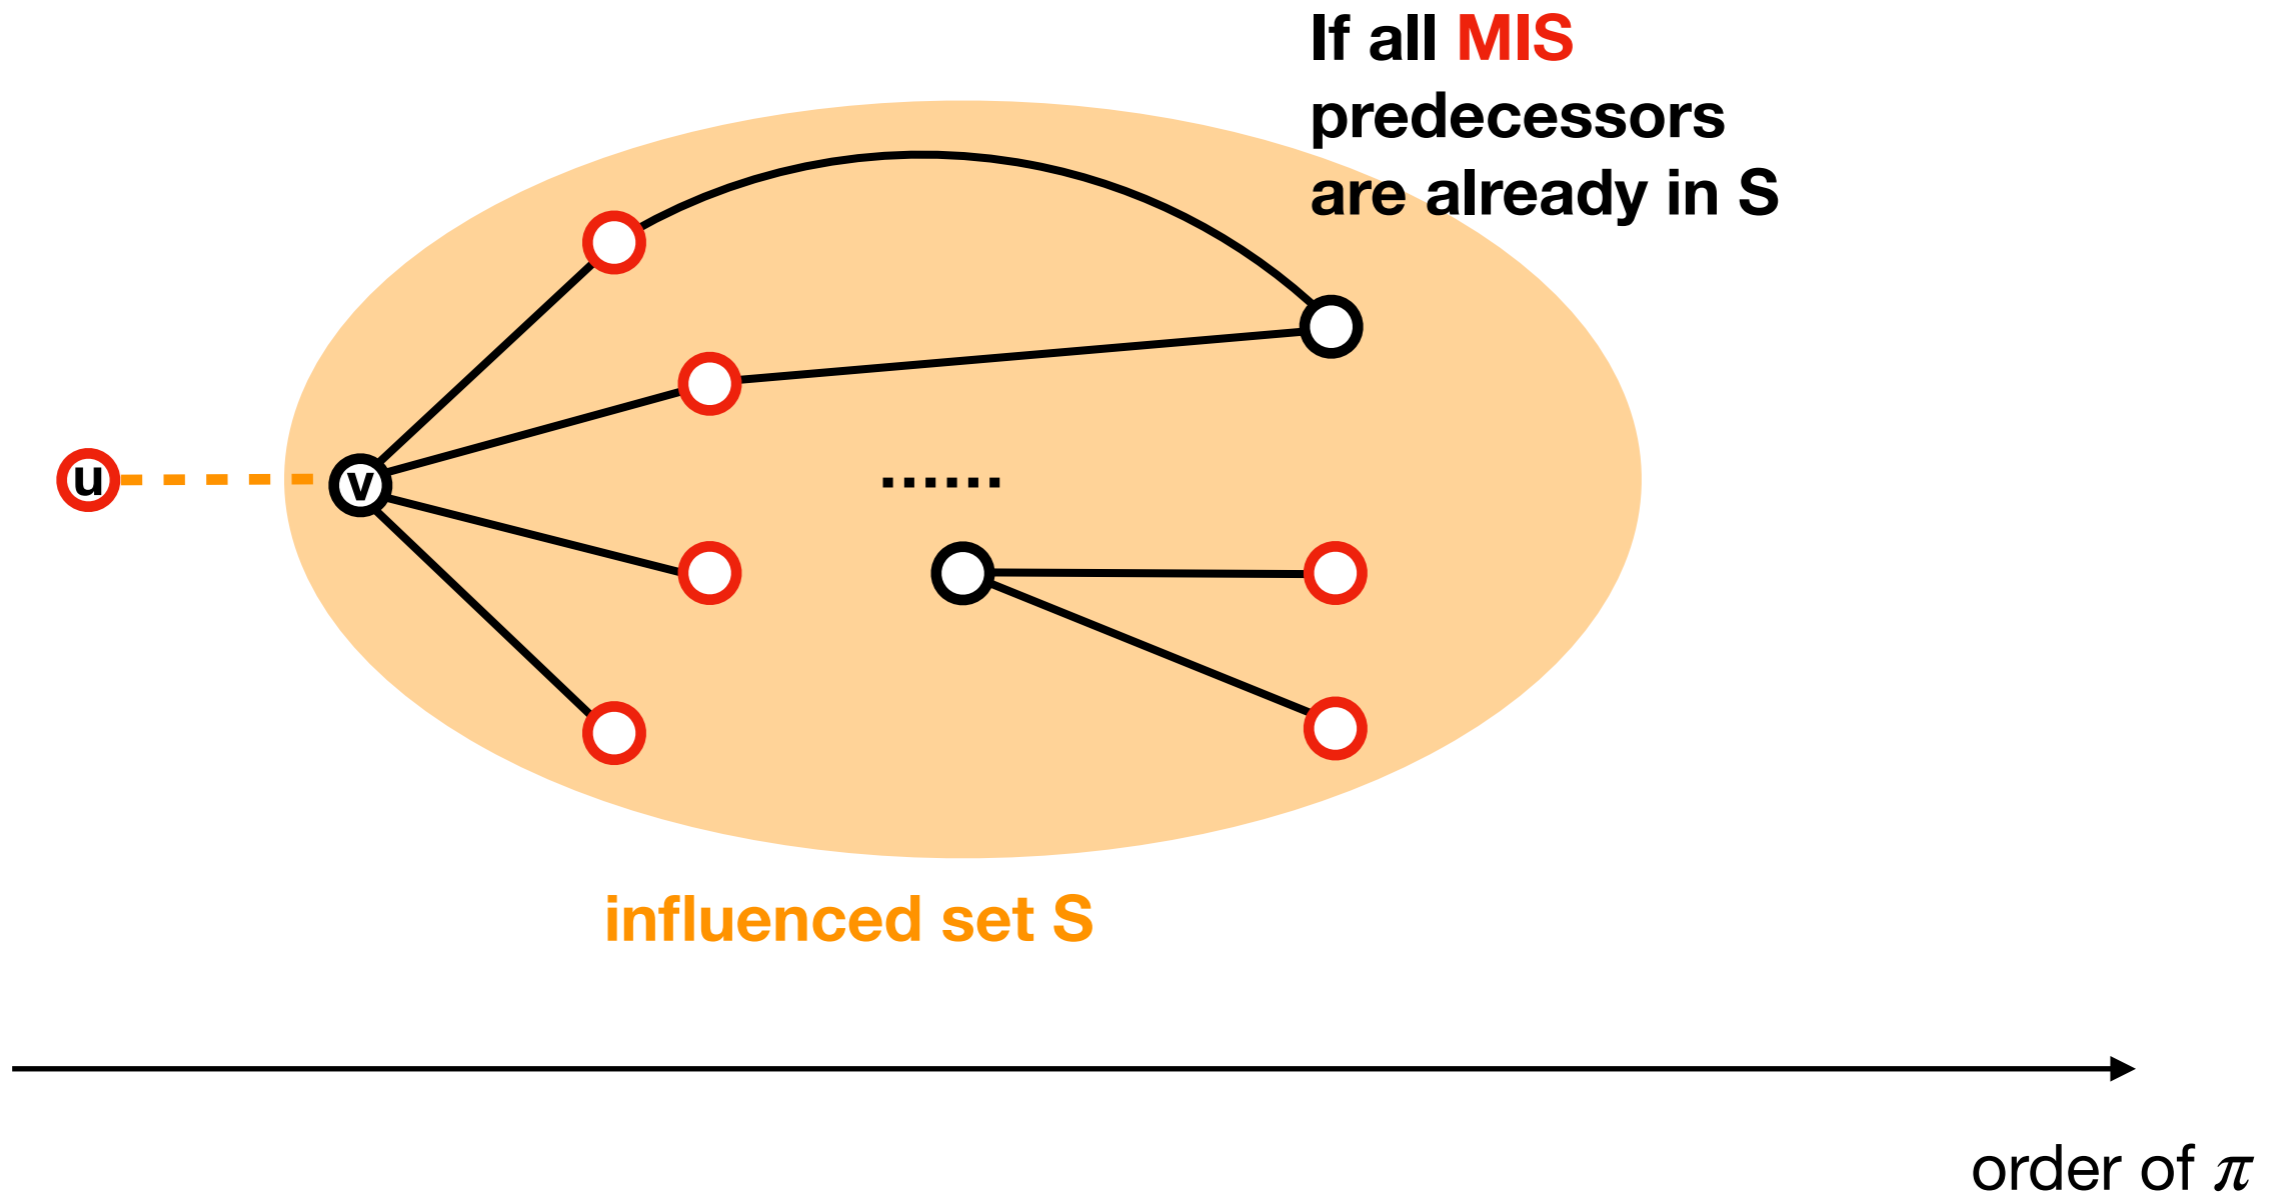 If all MIS
predecessors
are already in S
u
v
......
influenced set S
order of π